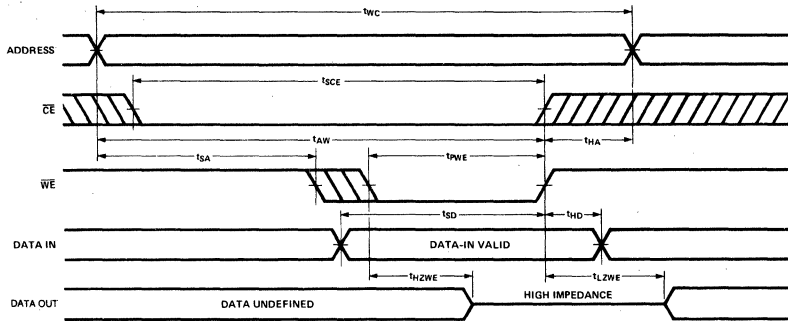 tWC
ADDRESS
tSCE
CE
tAW
tHA
tSA
tPWE
WE
tSD
tHD
DATA IN
DATA-IN VALID
tHZWE
tLZWE
DATA OUT
DATA UNDEFINED
HIGH IMPEDANCE